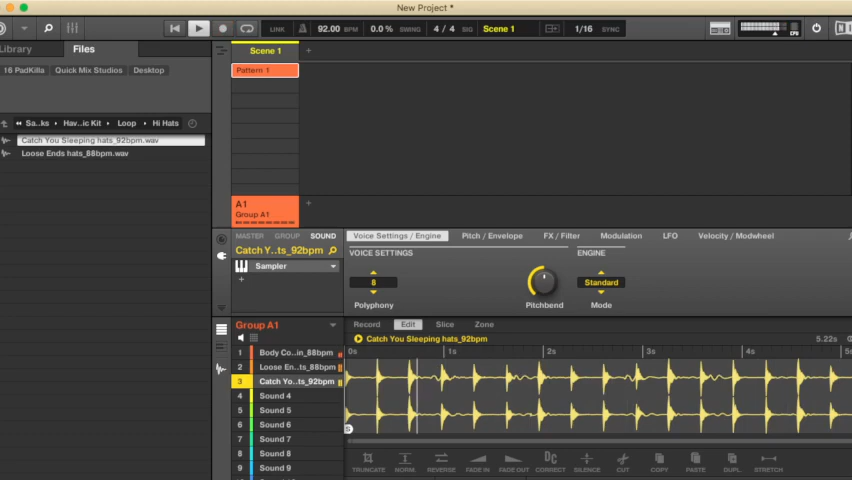 New Project *
LINK 92.00 BPM 0.0% SWING 4 / 4 SIG Scene 1 1/16 SYNC CPU
Library Files
Scene 1 +
16 PadKilla Quick Mix Studios Desktop
Pattern 1
Sa..ks Hav..ic Kit Loop Hi Hats
Catch You Sleeping hats_92bpm.wav
Loose Ends hats_88bpm.wav
A1 +
Group A1
MASTER GROUP SOUND Voice Settings / Engine Pitch / Envelope FX / Filter Modulation LFO Velocity / Modwheel
Catch Y..ts_92bpm VOICE SETTINGS ENGINE
Sampler
+ 8 Standard
Polyphony Pitchbend Mode
Group A1 Record Edit Slice Zone
Catch You Sleeping hats_92bpm 5.22s
1 Body Co...in_88bpm 0s 1s 2s 3s 4s 5s
2 Loose En..ts_88bpm
3 Catch Yo..ts_92bpm
4 Sound 4
5 Sound 5
6 Sound 6 S
7 Sound 7
8 Sound 8
9 Sound 9 TRUNCATE NORM. REVERSE FADE IN FADE OUT DC CORRECT SILENCE CUT COPY PASTE DUPL. STRETCH